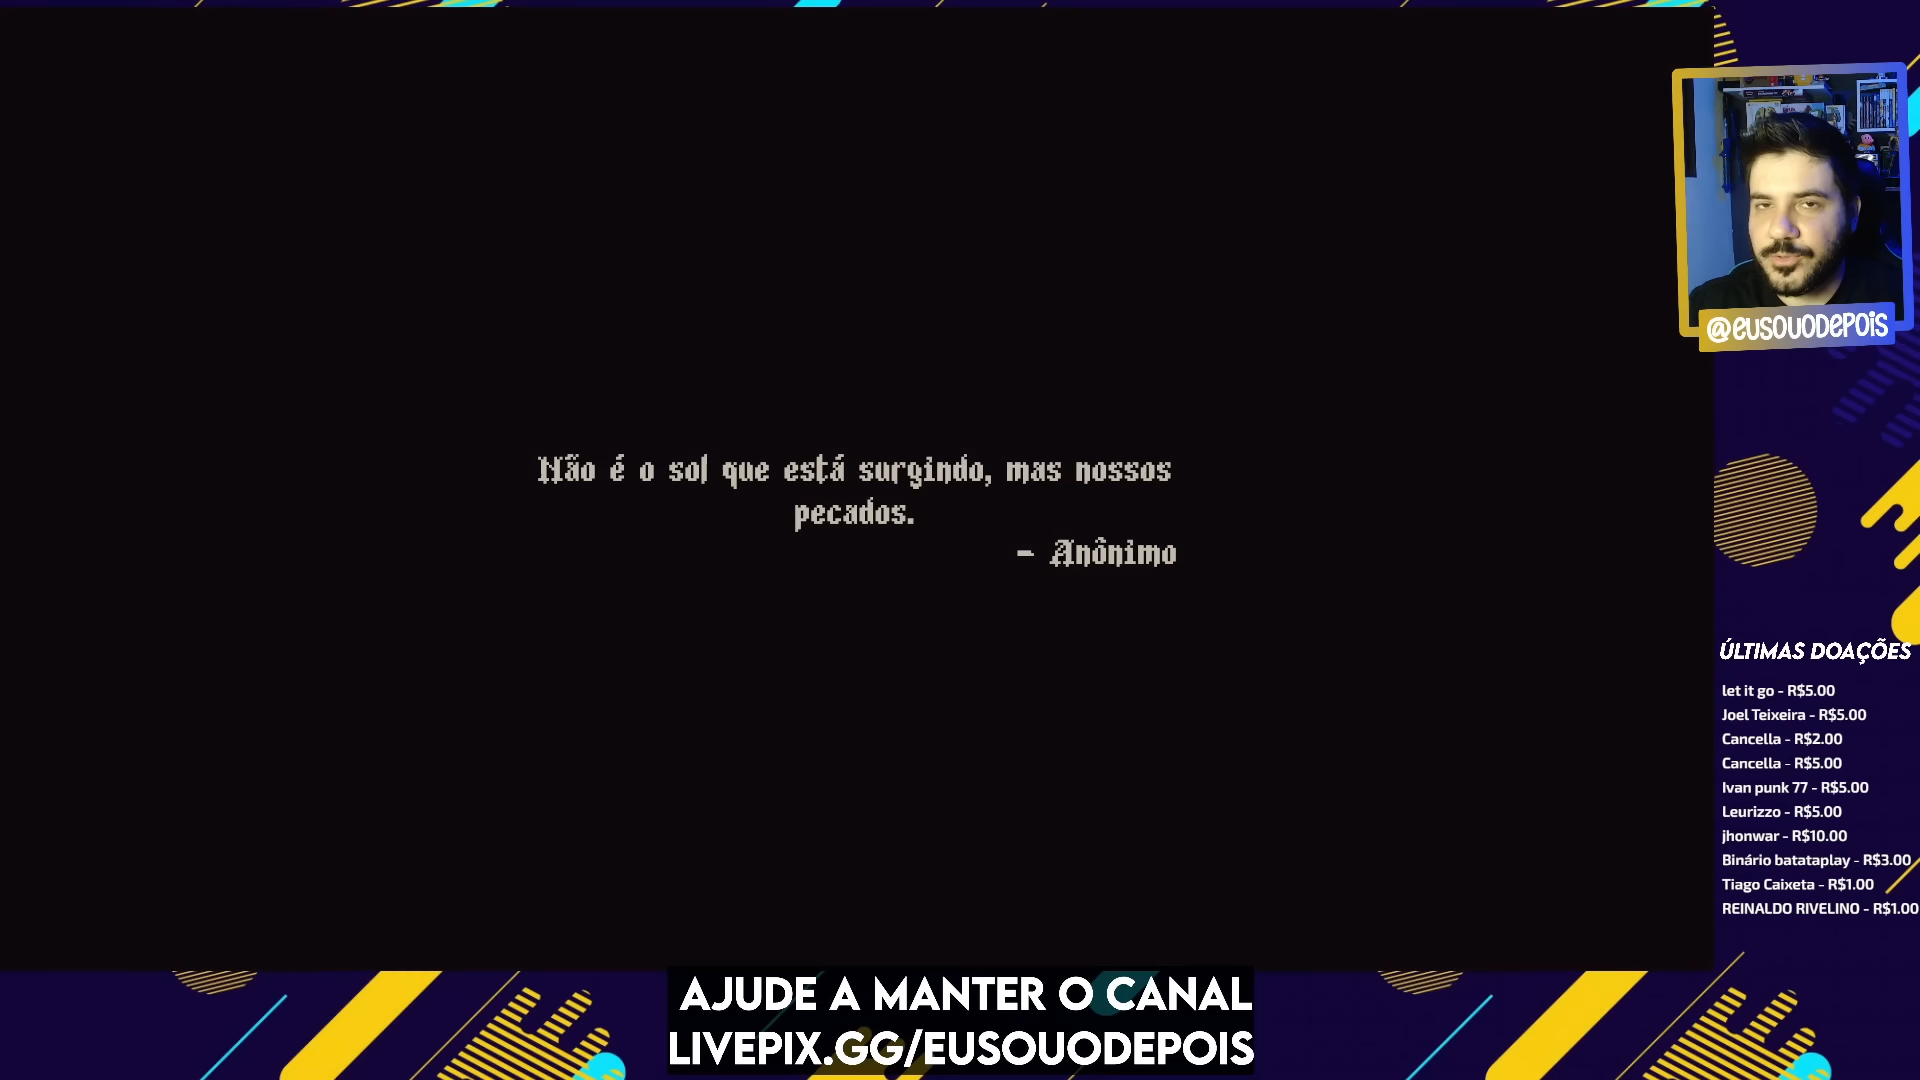 @EUSOUODEPOIS
Não é o sol que está surgindo, mas nossos
pecados.
- Anônimo
ÚLTIMAS DOAÇÕES
let it go - R$5.00
Joel Teixeira - R$5.00
Cancella - R$2.00
Cancella - R$5.00
Ivan punk 77 - R$5.00
Leurizzo - R$5.00
jhonwar - R$10.00
Binário batataplay - R$3.00
Tiago Caixeta - R$1.00
REINALDO RIVELINO - R$1.00
AJUDE A MANTER O CANAL
LIVEPIX.GG/EUSOUODEPOIS